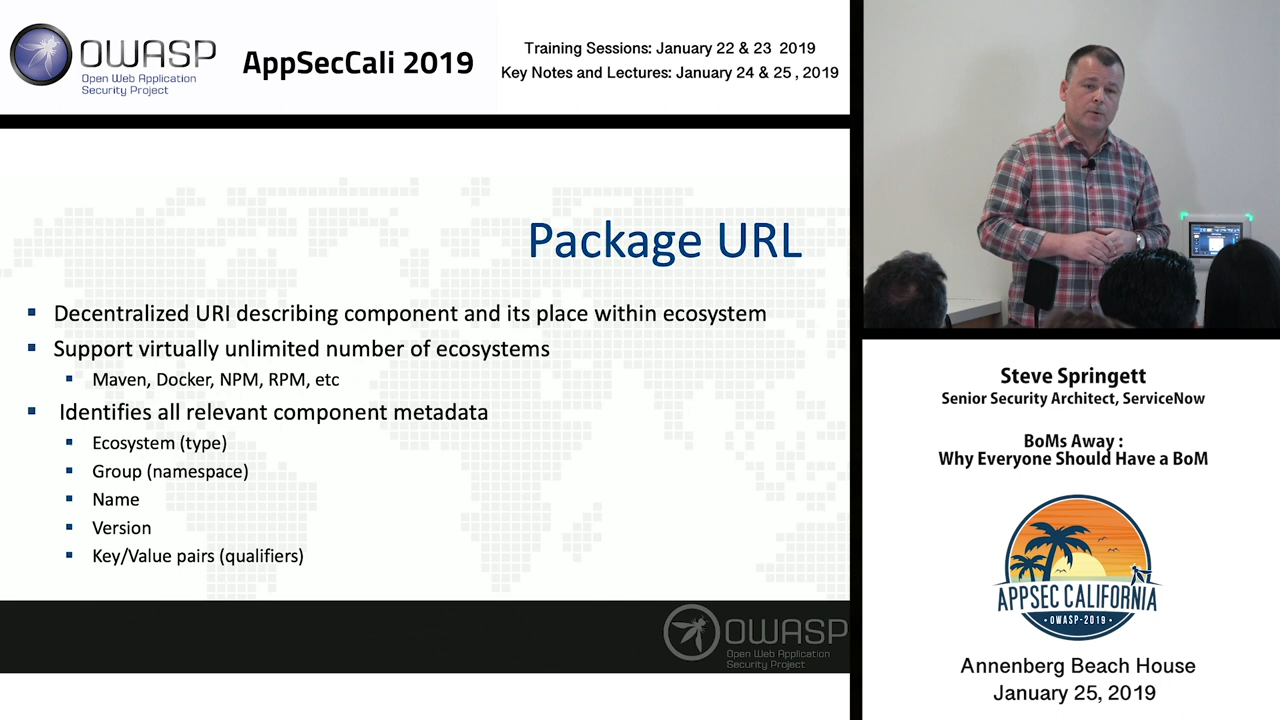 OWASP
Open Web Application
Security Project
AppSecCali 2019
Training Sessions: January 22 & 23 2019
Key Notes and Lectures: January 24 & 25 , 2019
Package URL
Decentralized URI describing component and its place within ecosystem
Support virtually unlimited number of ecosystems
Maven, Docker, NPM, RPM, etc
Identifies all relevant component metadata
Ecosystem (type)
Group (namespace)
Name
Version
Key/Value pairs (qualifiers)
OWASP
Open Web Application
Security Project
Steve Springett
Senior Security Architect, ServiceNow
BoMs Away :
Why Everyone Should Have a BoM
APPSEC CALIFORNIA
• OWASP-2019 •
Annenberg Beach House
January 25, 2019